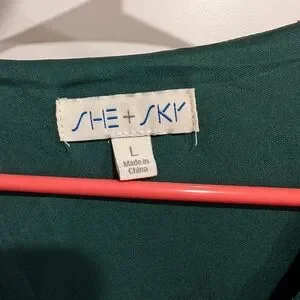 SHE + SKY
L
Made in
China